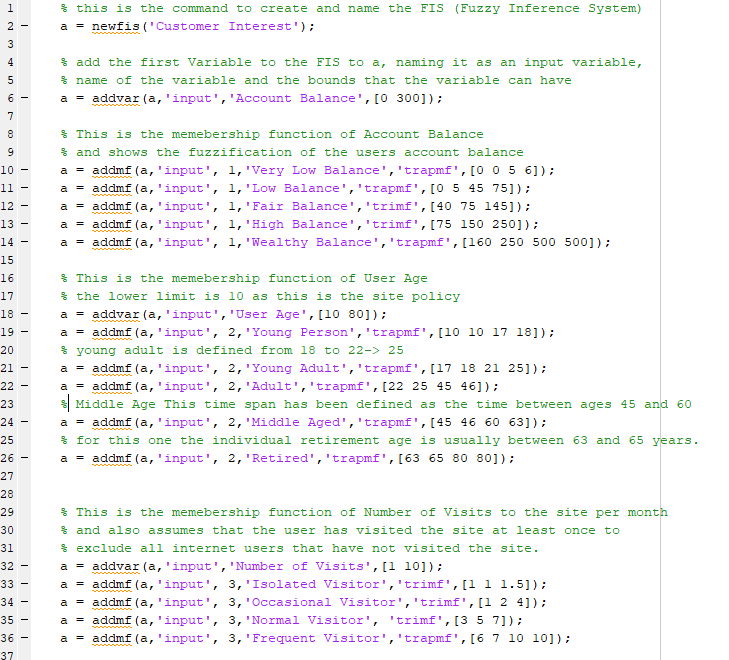 1 % this is the command to create and name the FIS (Fuzzy Inference System)
2 - a = newfis('Customer Interest');
3
4 % add the first Variable to the FIS to a, naming it as an input variable,
5 % name of the variable and the bounds that the variable can have
6 - a = addvar(a,'input','Account Balance',[0 300]);
7
8 % This is the memebership function of Account Balance
9 % and shows the fuzzification of the users account balance
10 - a = addmf(a,'input', 1,'Very Low Balance','trapmf',[0 0 5 6]);
11 - a = addmf(a,'input', 1,'Low Balance','trapmf',[0 5 45 75]);
12 - a = addmf(a,'input', 1,'Fair Balance','trimf',[40 75 145]);
13 - a = addmf(a,'input', 1,'High Balance','trimf',[75 150 250]);
14 - a = addmf(a,'input', 1,'Wealthy Balance','trapmf',[160 250 500 500]);
15
16 % This is the memebership function of User Age
17 % the lower limit is 10 as this is the site policy
18 - a = addvar(a,'input','User Age',[10 80]);
19 - a = addmf(a,'input', 2,'Young Person','trapmf',[10 10 17 18]);
20 % young adult is defined from 18 to 22-> 25
21 - a = addmf(a,'input', 2,'Young Adult','trapmf',[17 18 21 25]);
22 - a = addmf(a,'input', 2,'Adult','trapmf',[22 25 45 46]);
23 % Middle Age This time span has been defined as the time between ages 45 and 60
24 - a = addmf(a,'input', 2,'Middle Aged','trapmf',[45 46 60 63]);
25 % for this one the individual retirement age is usually between 63 and 65 years.
26 - a = addmf(a,'input', 2,'Retired','trapmf',[63 65 80 80]);
27
28
29 % This is the memebership function of Number of Visits to the site per month
30 % and also assumes that the user has visited the site at least once to
31 % exclude all internet users that have not visited the site.
32 - a = addvar(a,'input','Number of Visits',[1 10]);
33 - a = addmf(a,'input', 3,'Isolated Visitor','trimf',[1 1 1.5]);
34 - a = addmf(a,'input', 3,'Occasional Visitor','trimf',[1 2 4]);
35 - a = addmf(a,'input', 3,'Normal Visitor', 'trimf',[3 5 7]);
36 - a = addmf(a,'input', 3,'Frequent Visitor','trapmf',[6 7 10 10]);
37